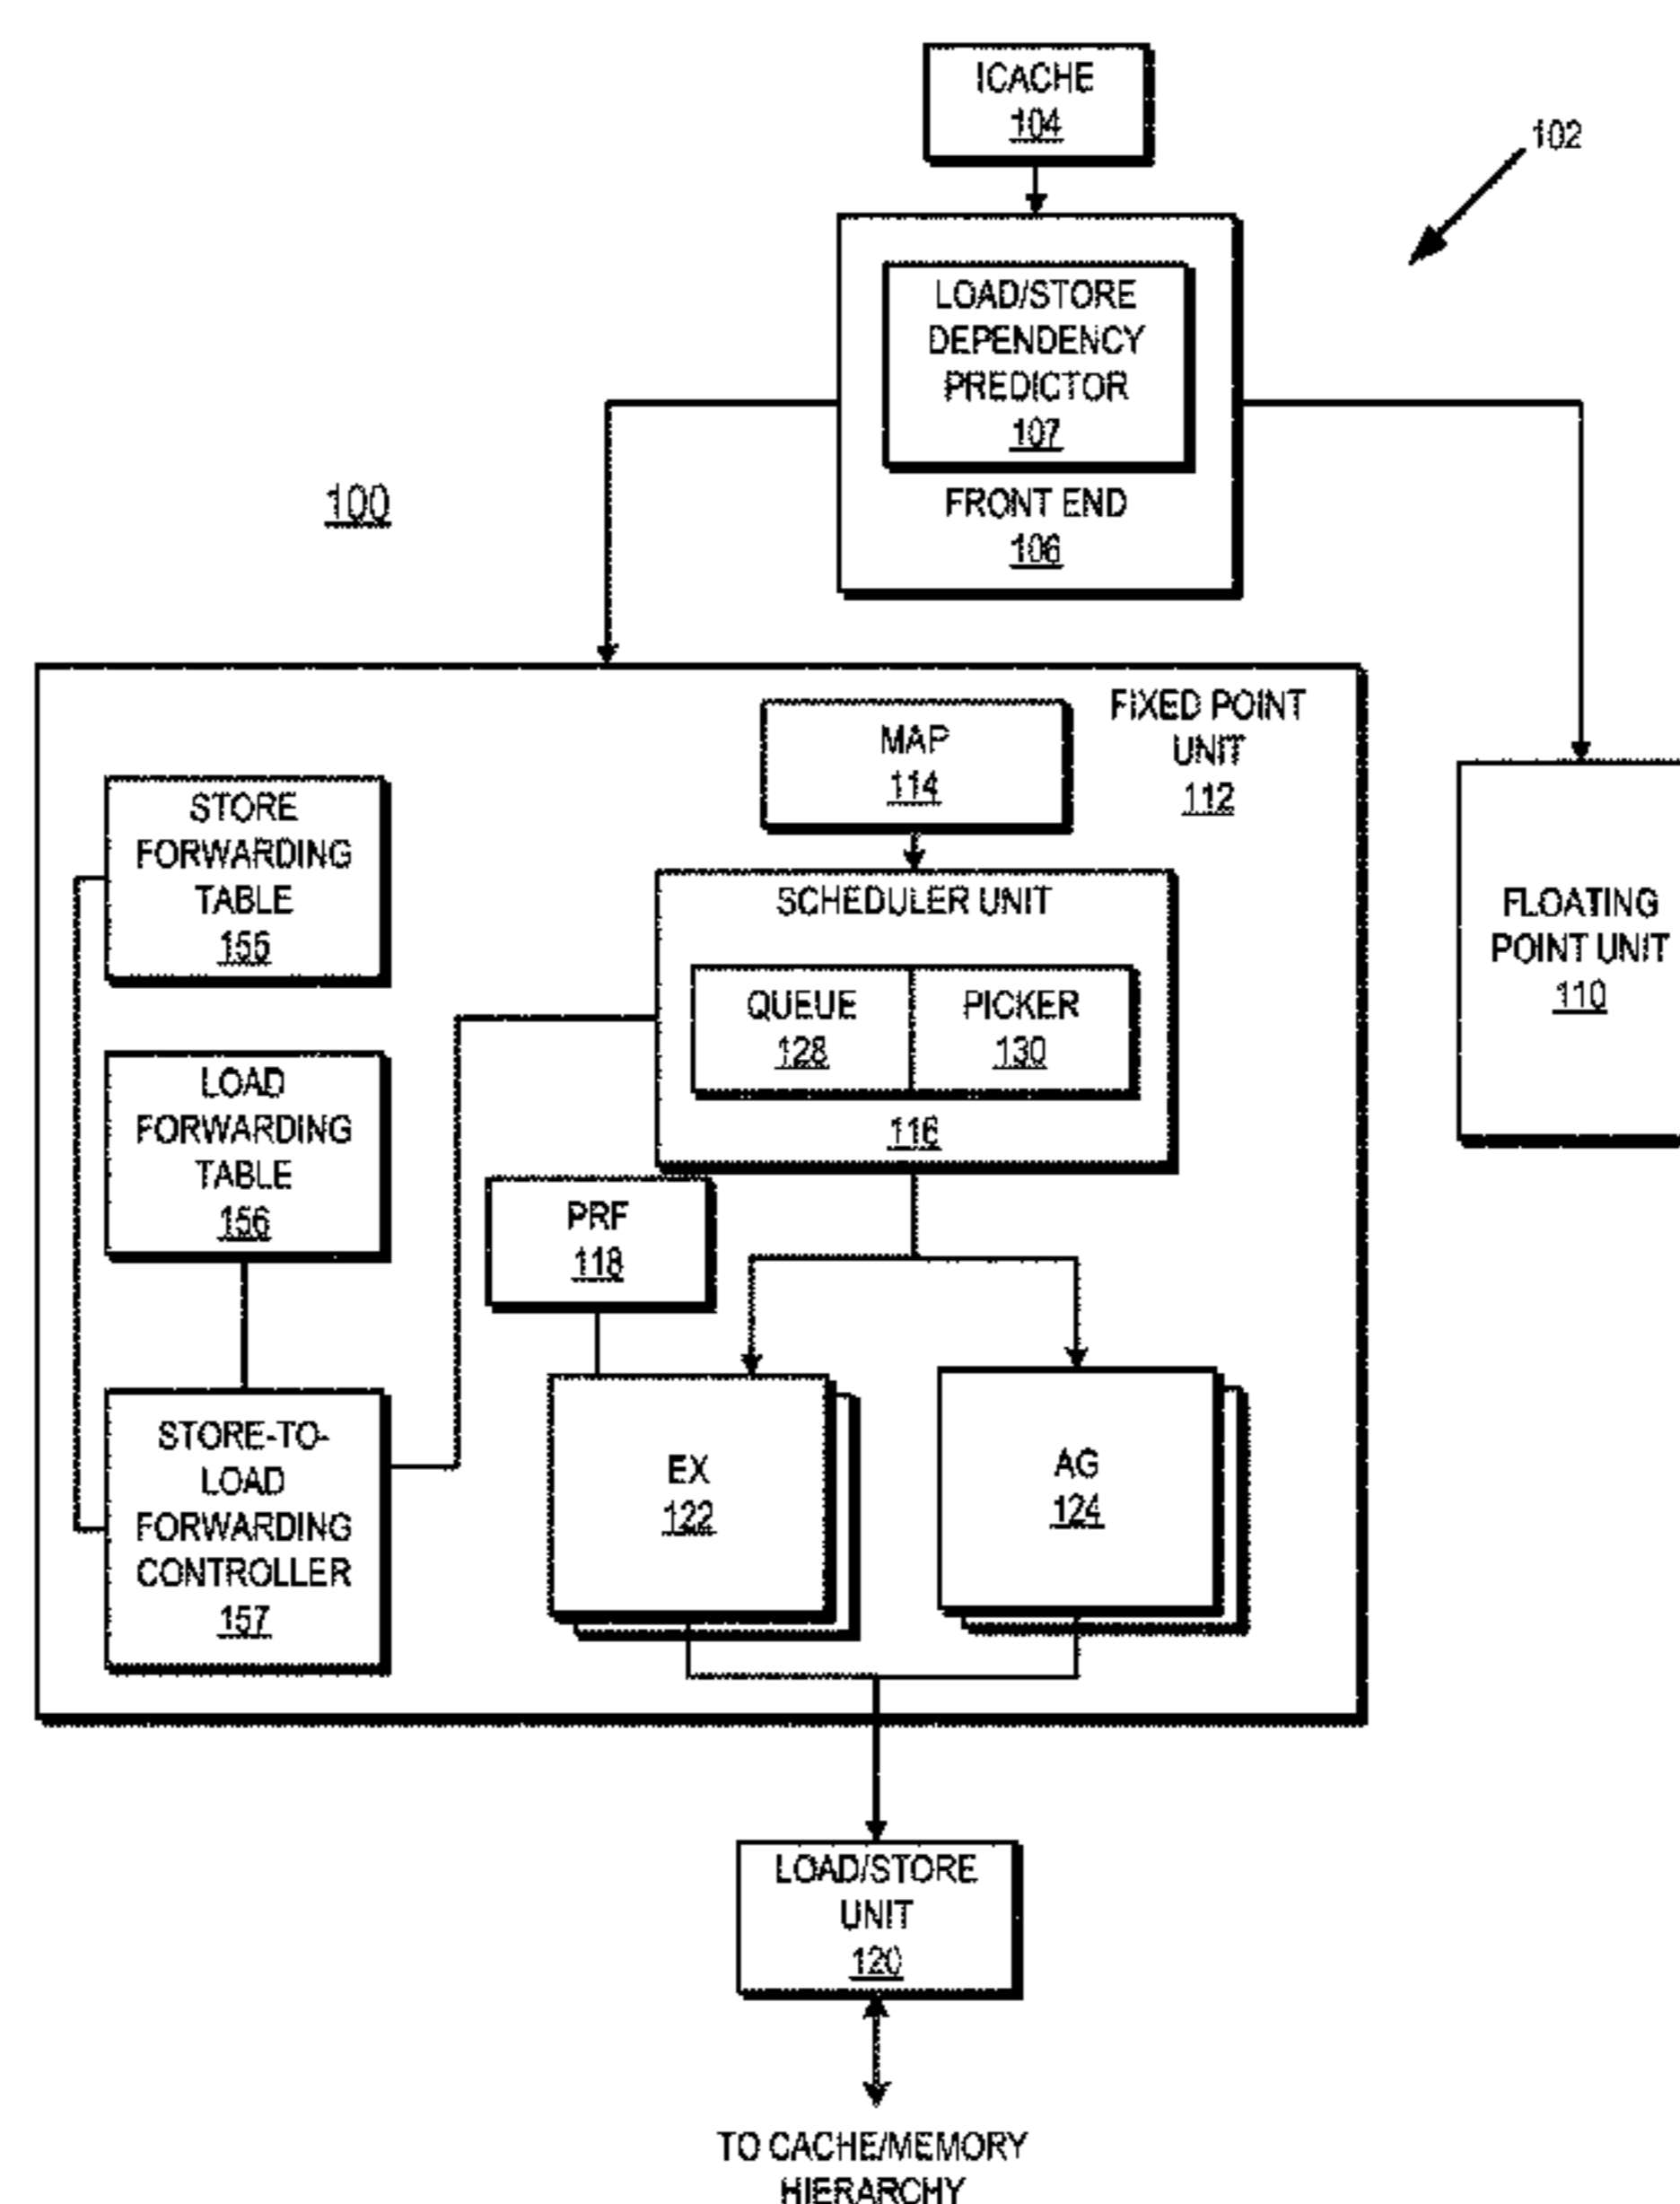 ICACHE
104
102
LOAD/STORE
DEPENDENCY
PREDICTOR
107
FRONT END
106
100
FIXED POINT
UNIT
112
MAP
114
STORE
FORWARDING
TABLE
155
SCHEDULER UNIT
QUEUE
128
PICKER
130
116
FLOATING
POINT UNIT
110
LOAD
FORWARDING
TABLE
156
PRF
118
STORE-TO-
LOAD
FORWARDING
CONTROLLER
157
EX
122
AG
124
LOAD/STORE
UNIT
120
TO CACHE/MEMORY
HIERARCHY